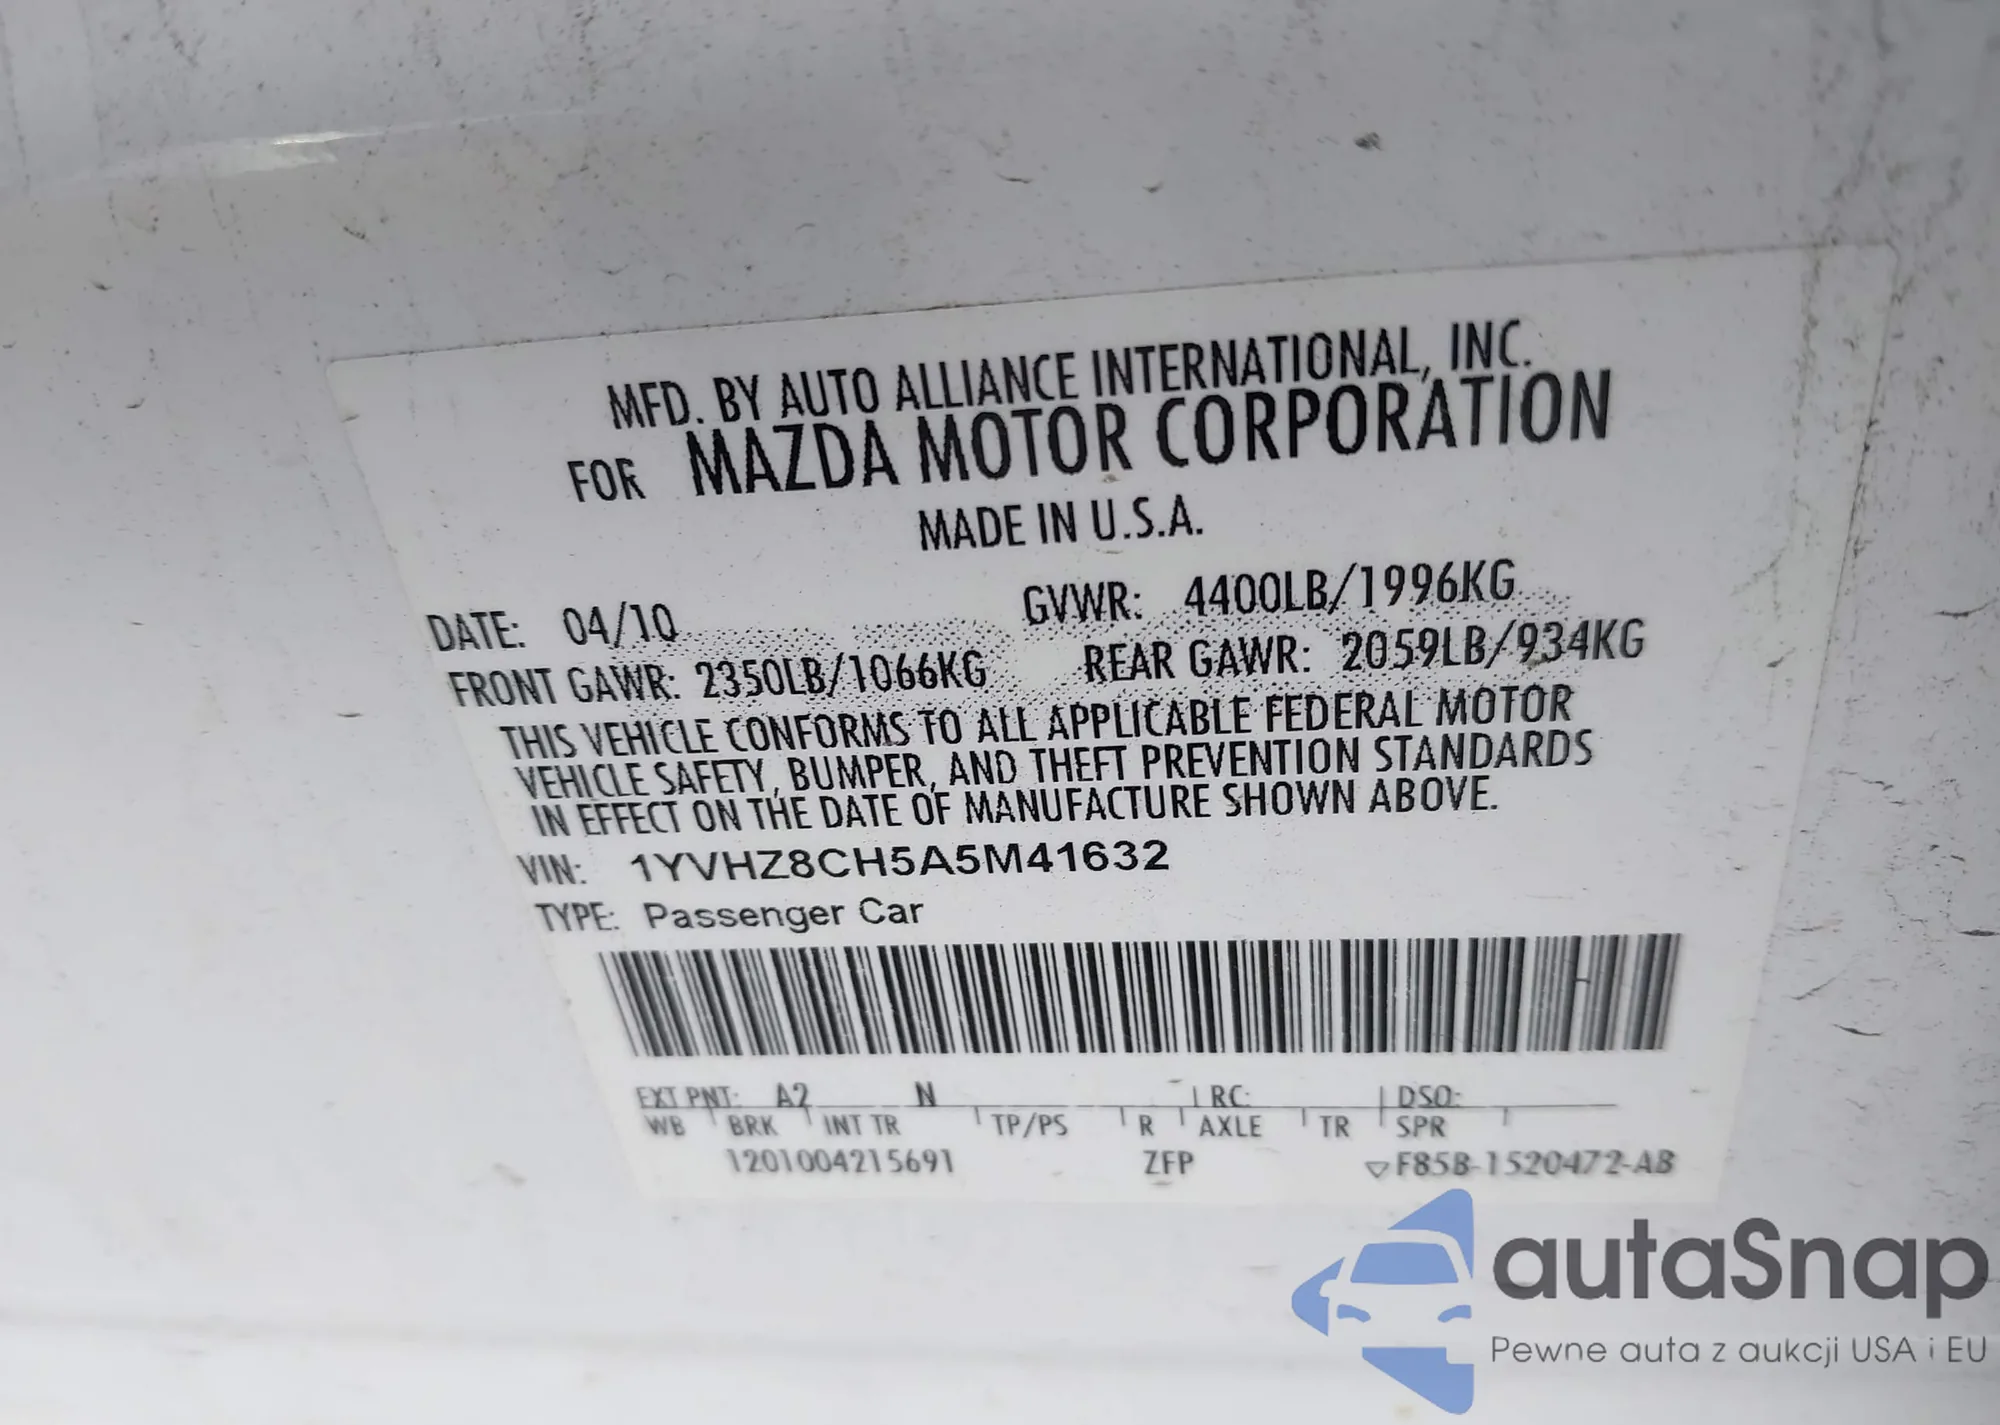 MFD. BY AUTO ALLIANCE INTERNATIONAL, INC.
FOR MAZDA MOTOR CORPORATION
MADE IN U.S.A.
DATE: 04/10 GVWR: 4400LB/1996KG
FRONT GAWR: 2350LB/1066KG REAR GAWR: 2059LB/934KG
THIS VEHICLE CONFORMS TO ALL APPLICABLE FEDERAL MOTOR
VEHICLE SAFETY, BUMPER, AND THEFT PREVENTION STANDARDS
IN EFFECT ON THE DATE OF MANUFACTURE SHOWN ABOVE.
VIN: 1YVHZ8CH5A5M41632
TYPE: Passenger Car
EXT PNT: A2 N RC: DSO:
WB BRK INT TR TP/PS R AXLE TR SPR
1201004215691 ZFP ▽F85B-1520472-AB
autaSnap
Pewne auta z aukcji USA i EU